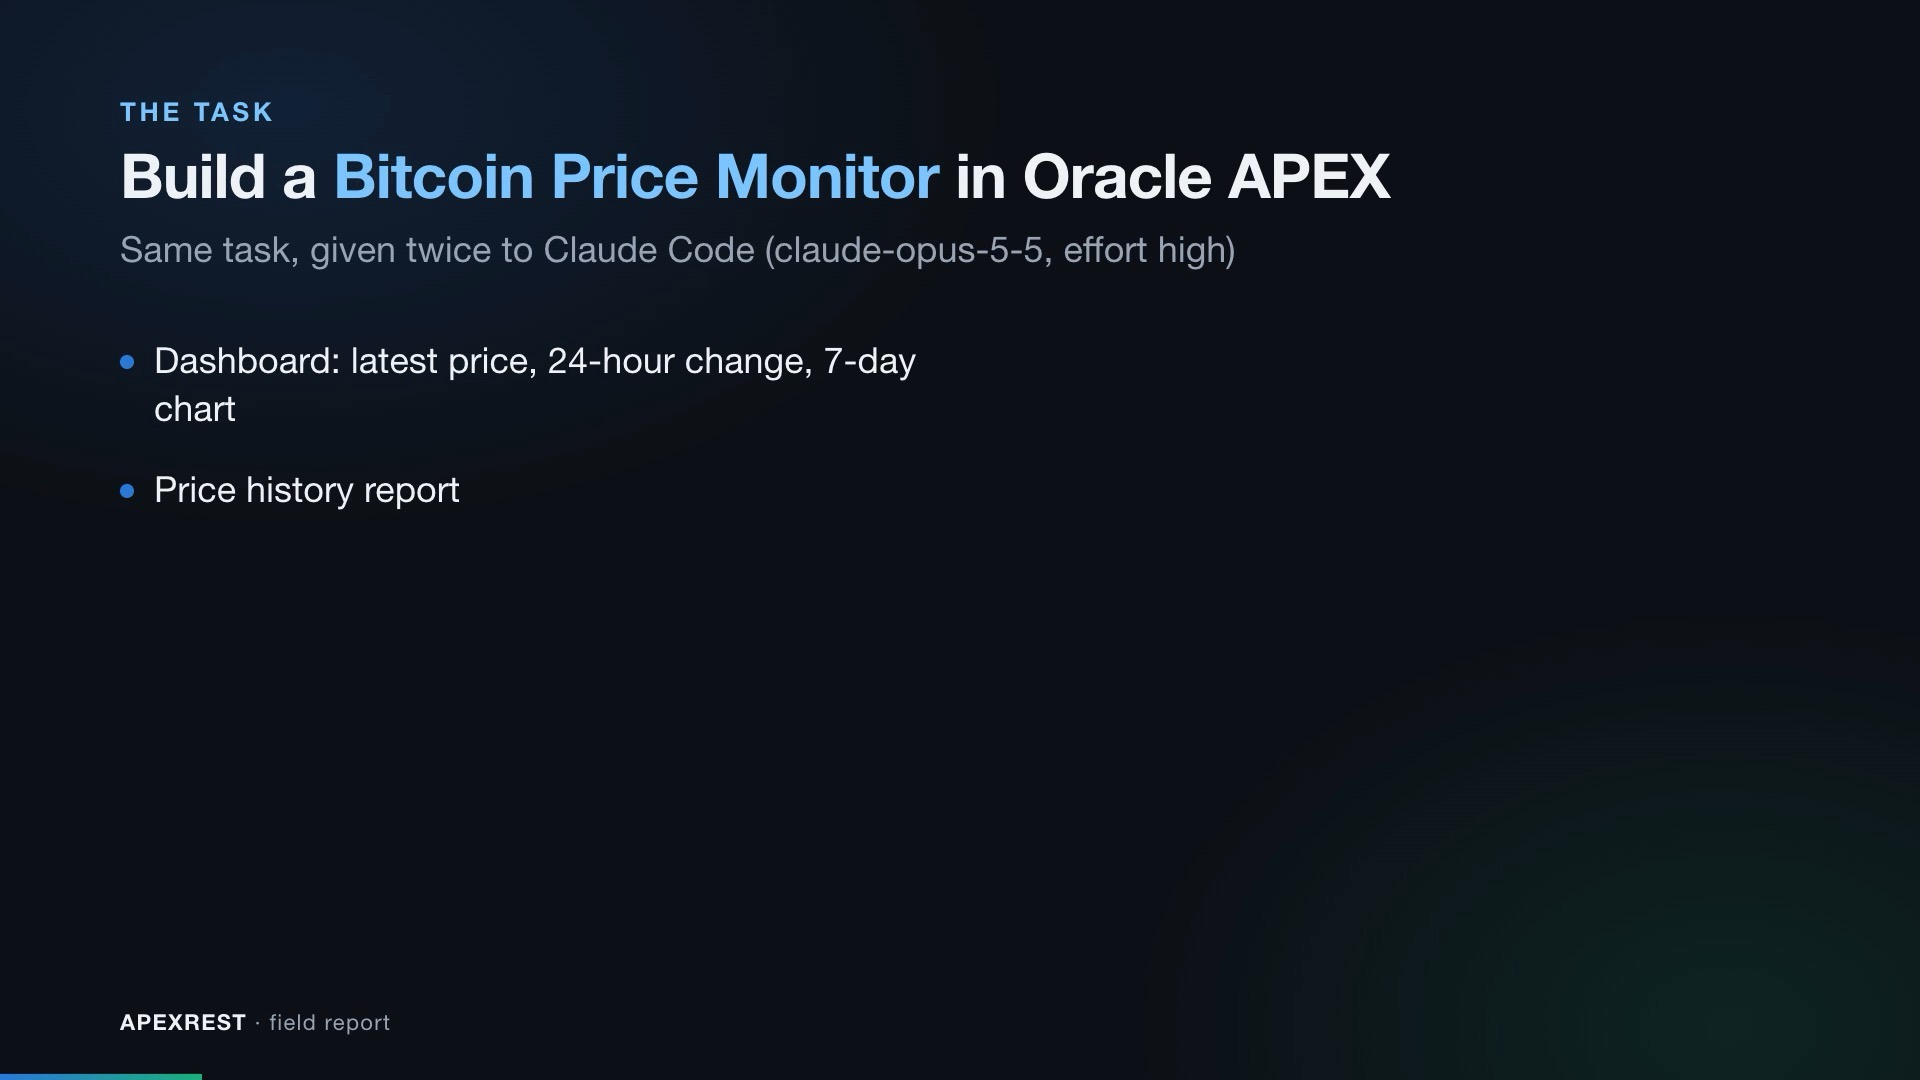 THE TASK
Build a Bitcoin Price Monitor in Oracle APEX
Same task, given twice to Claude Code (claude-opus-5-5, effort high)
Dashboard: latest price, 24-hour change, 7-day
chart
Price history report
APEXREST · field report